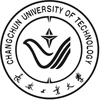 CHANGCHUN UNIVERSITY OF TECHNOLOGY
长春工业大学